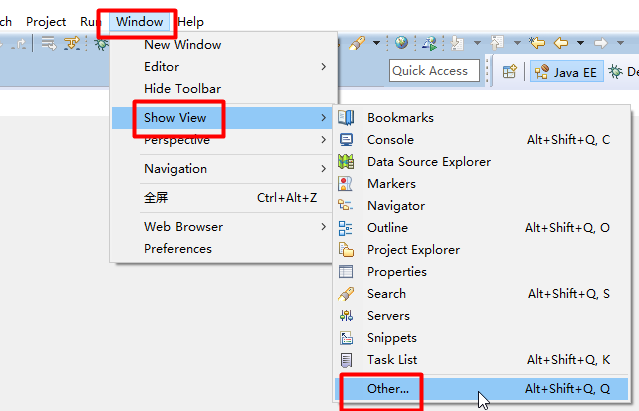 ch Project Run Window Help
New Window
Editor
Hide Toolbar
Quick Access
Java EE
De
Show View
Perspective
Navigation
全屏 Ctrl+Alt+Z
Web Browser
Preferences
Bookmarks
Console Alt+Shift+Q, C
Data Source Explorer
Markers
Navigator
Outline Alt+Shift+Q, O
Project Explorer
Properties
Search Alt+Shift+Q, S
Servers
Snippets
Task List Alt+Shift+Q, K
Other... Alt+Shift+Q, Q